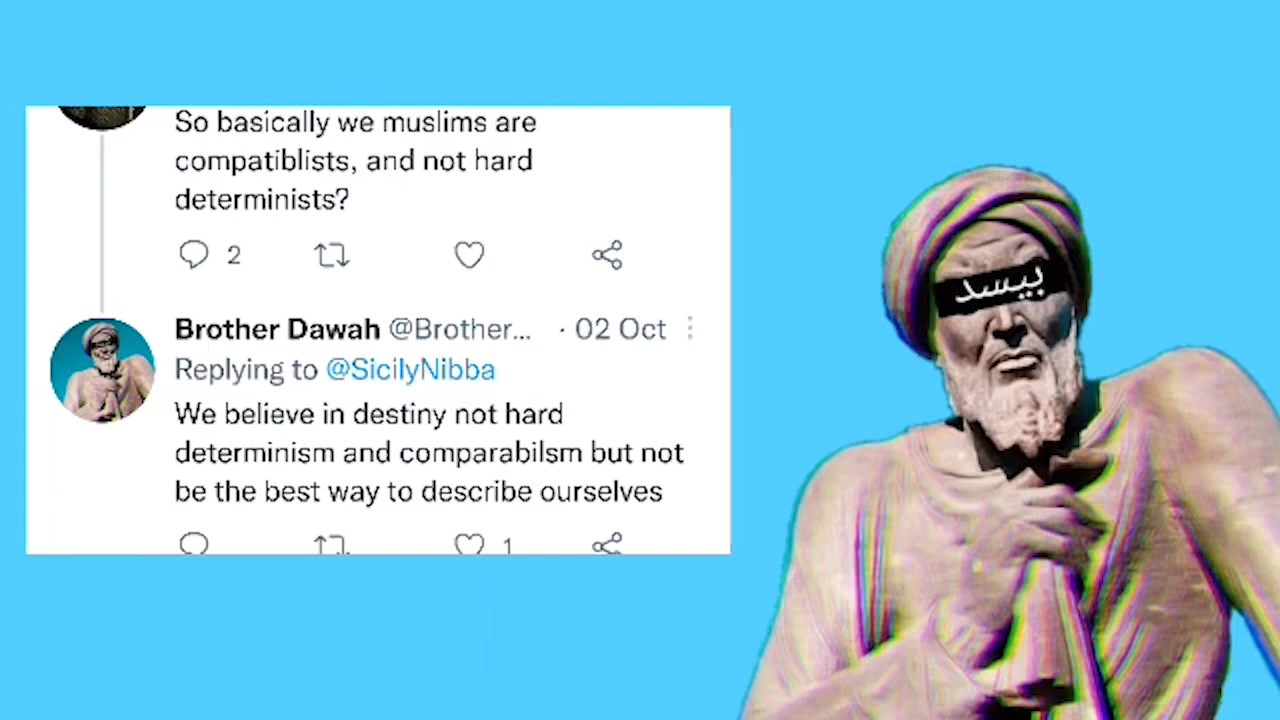 So basically we muslims are
compatiblists, and not hard
determinists?
2
Brother Dawah @Brother... · 02 Oct
Replying to @SicilyNibba
We believe in destiny not hard
determinism and comparabilsm but not
be the best way to describe ourselves
1
بيسد